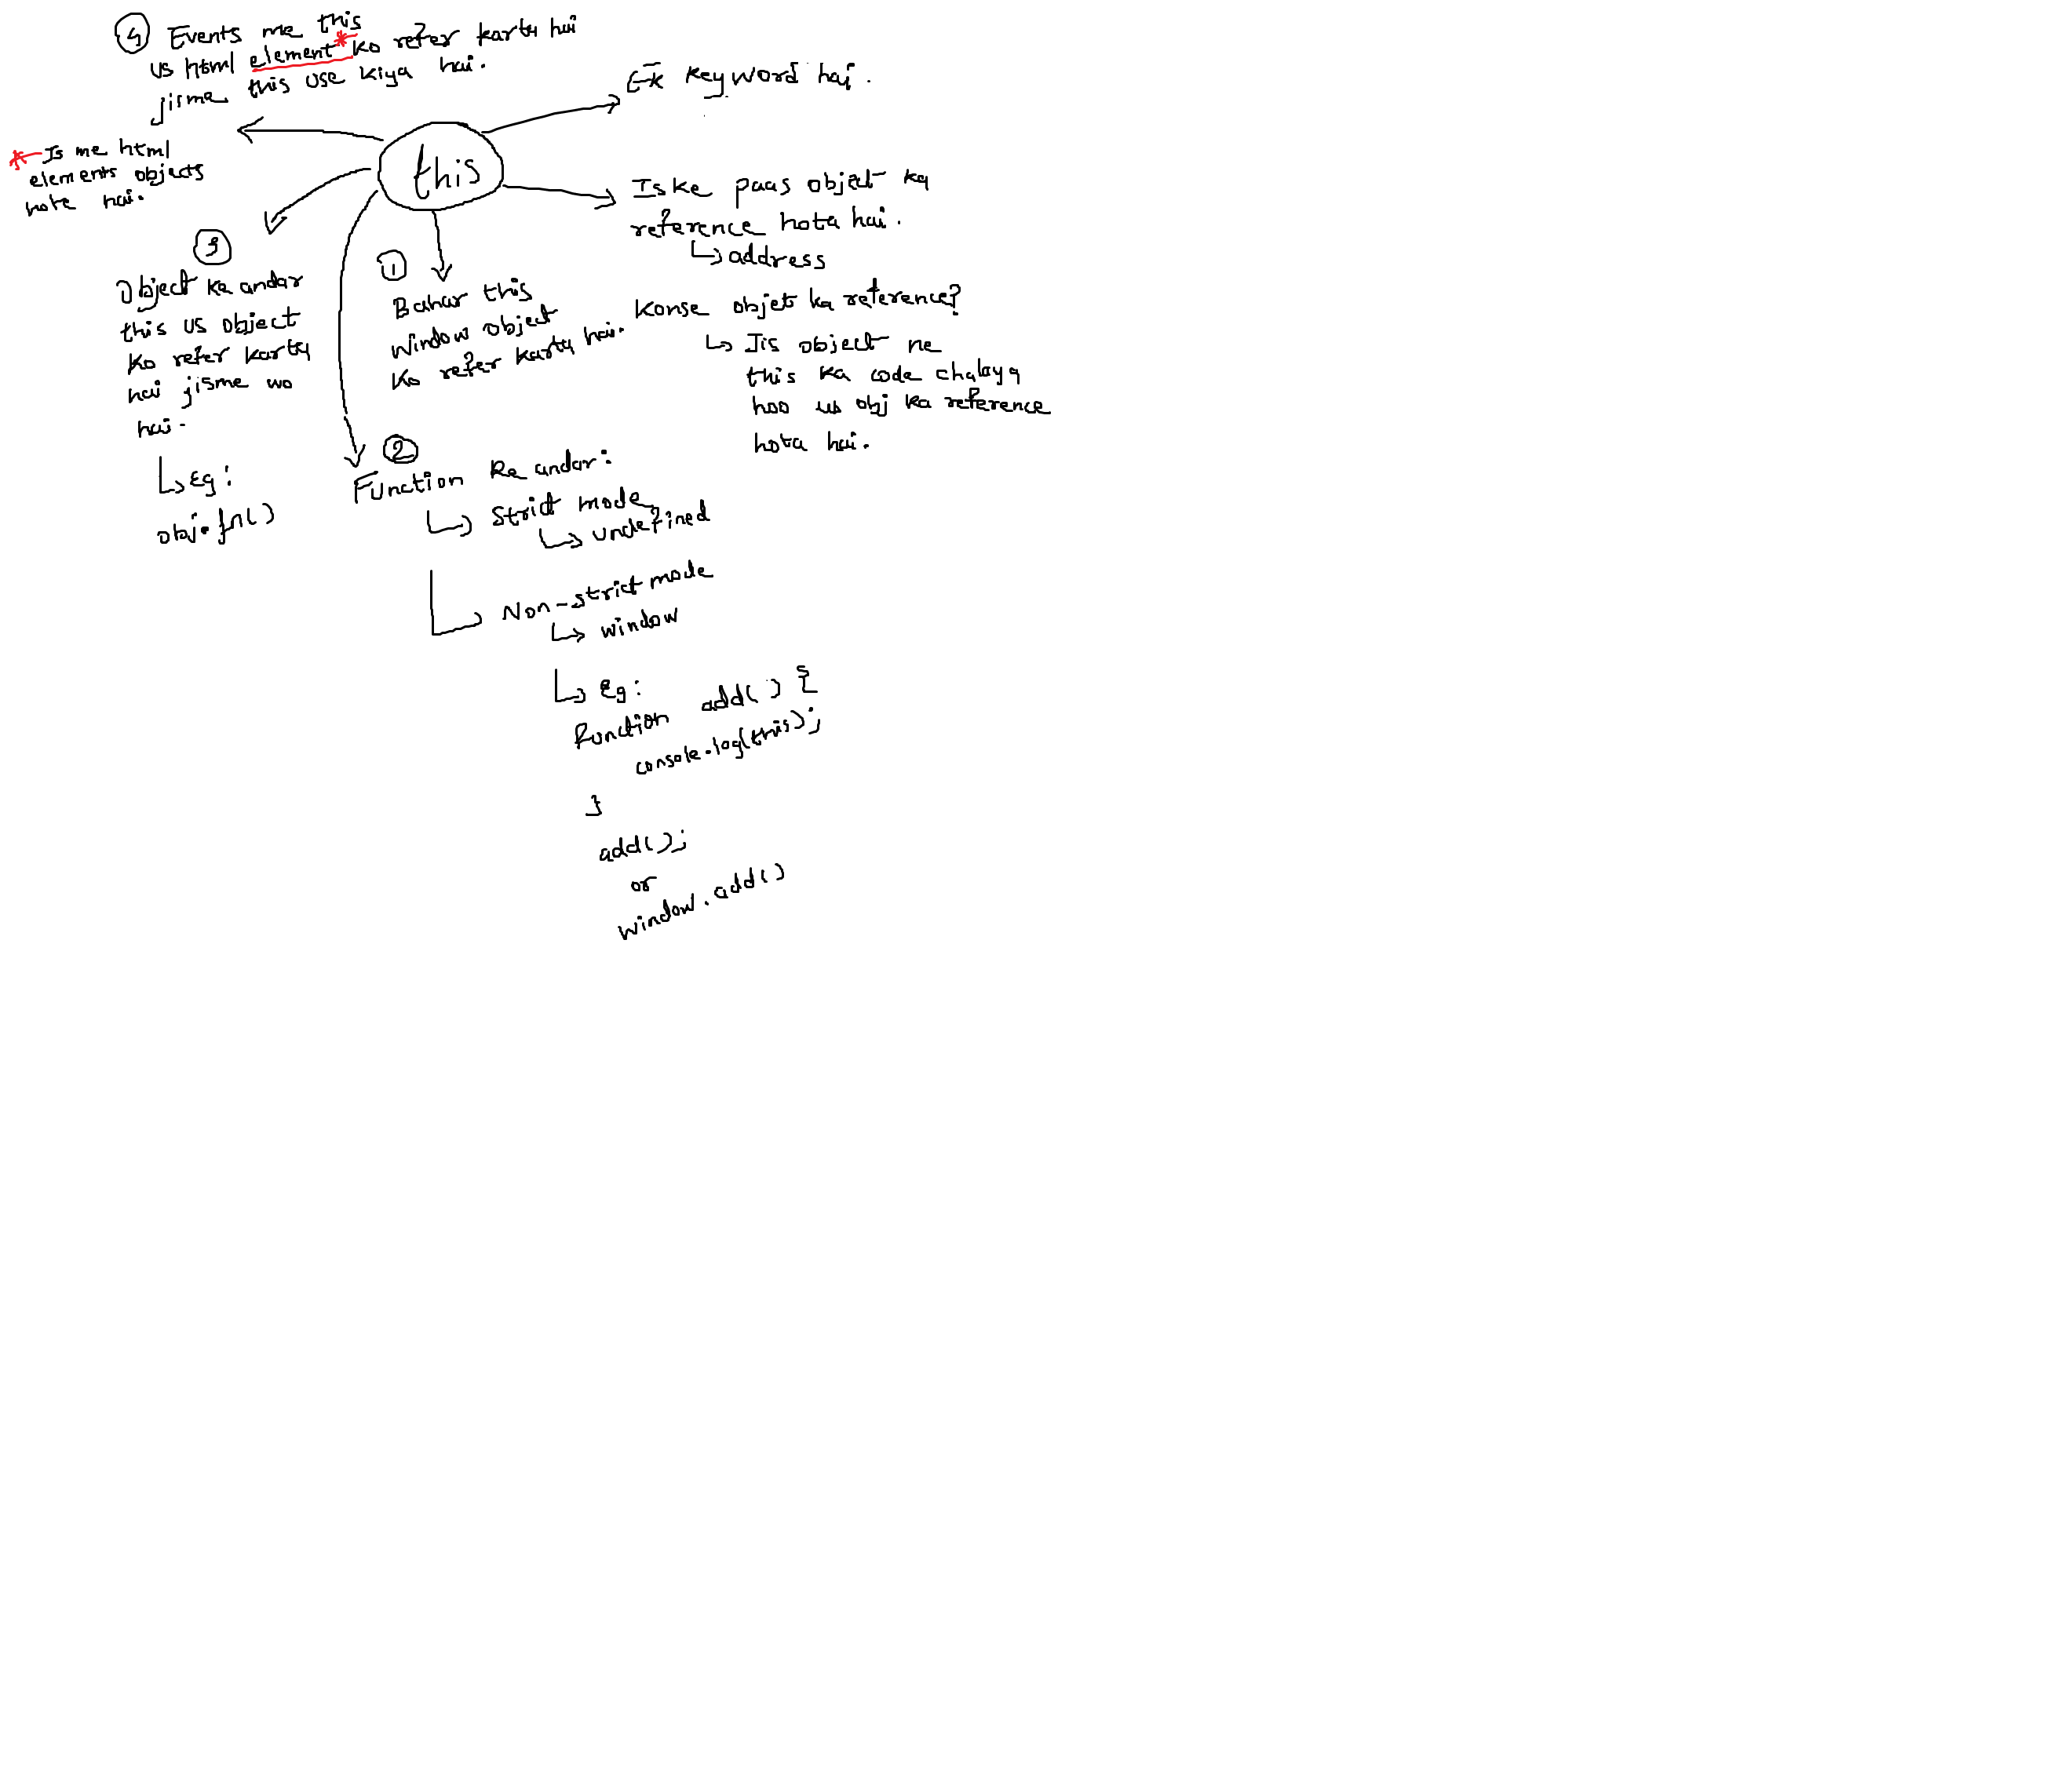 4 Events me this
us html element* ko refer karta hai
jisme this use kiya hai.
* Is me html
elements objects
hote hai.
this
Ek keyword hai.
Iske paas object ka
reference hota hai.
address
Konse objet ka reference?
Jis object ne
this ka code chalaya
hoo us obj ka reference
hota hai.
1
Bahar this
window object
ko refer karta hai.
2
Function ke andar:
Strict mode
undefined
Non-strict mode
window
Eg:
function add() {
console.log(this);
}
add();
or
window.add()
3
Object ke andar
this us object
ko refer karta
hai jisme wo
hai.
Eg:
obj.fn()